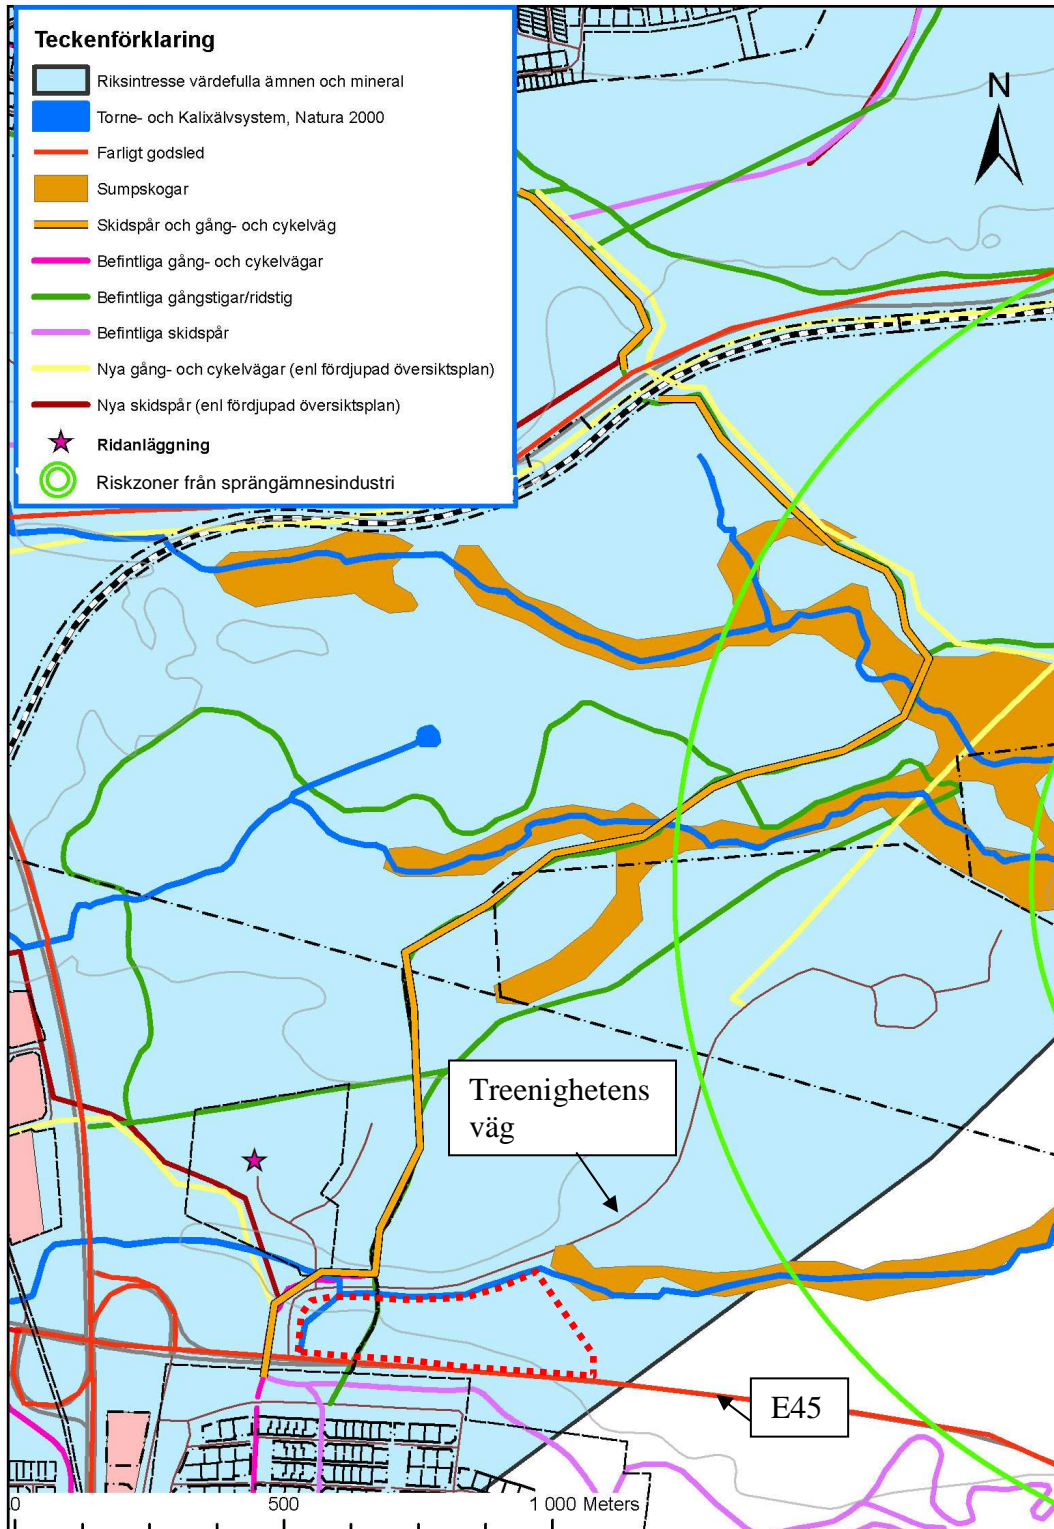 Teckenförklaring
Riksintresse värdefulla ämnen och mineral
Torne- och Kalixälvsystem, Natura 2000
Farligt godsled
Sumpskogar
Skidspår och gång- och cykelväg
Befintliga gång- och cykelvägar
Befintliga gångstigar/ridstig
Befintliga skidspår
Nya gång- och cykelvägar (enl fördjupad översiktsplan)
Nya skidspår (enl fördjupad översiktsplan)
Ridanläggning
Riskzoner från sprängämnesindustri
N
Treenighetens
väg
E45
0 500 1 000 Meters